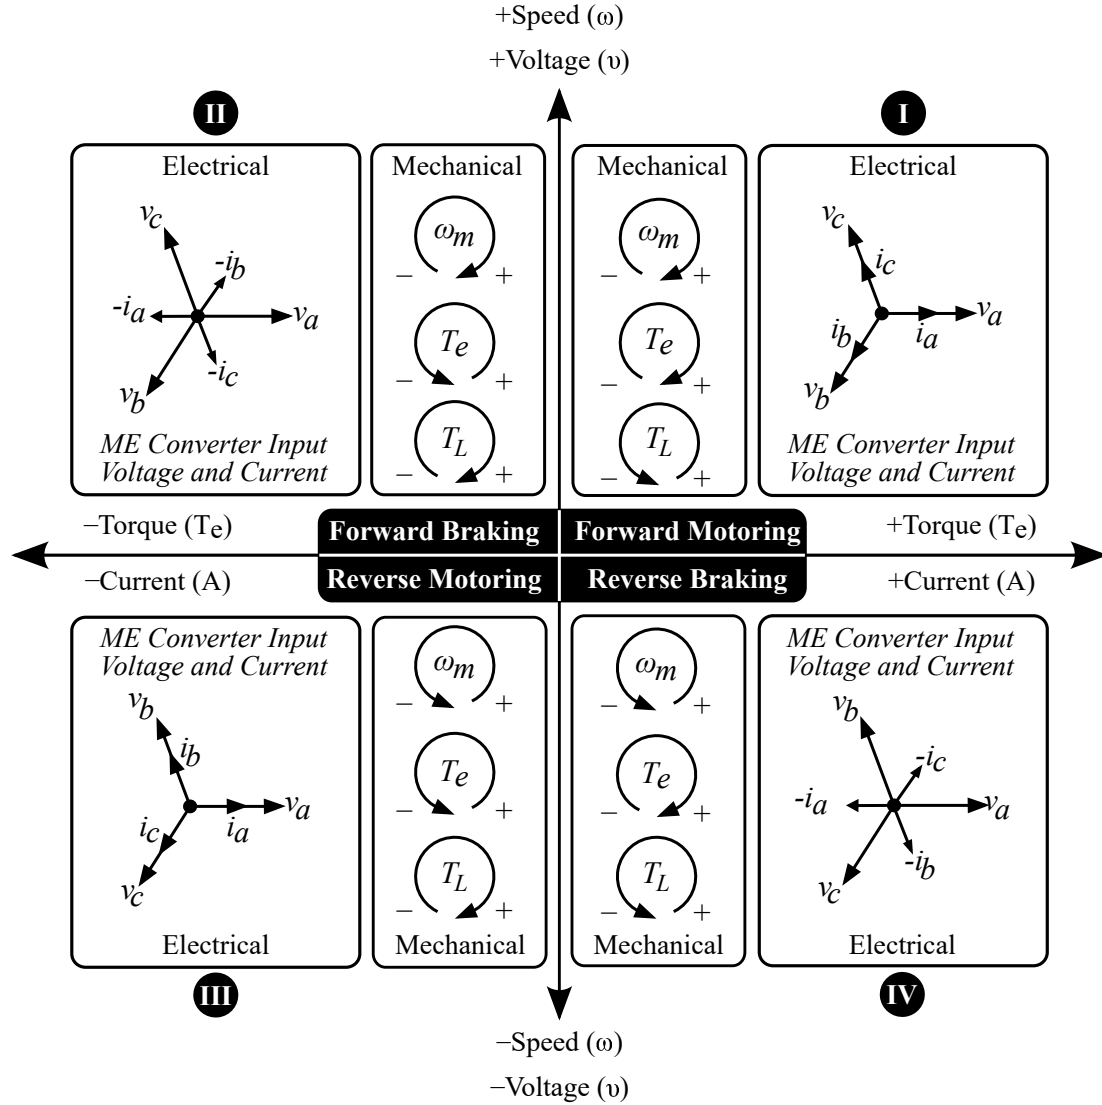 +Speed (ω)
+Voltage (υ)
II
I
Electrical
v_c
-i_b
-i_a
v_a
-i_c
v_b
ME Converter Input
Voltage and Current
Mechanical
ω_m
− +
T_e
− +
T_L
− +
Mechanical
ω_m
− +
T_e
− +
T_L
− +
Electrical
v_c
i_c
i_b
i_a
v_a
v_b
ME Converter Input
Voltage and Current
−Torque (T_e)
Forward Braking
Forward Motoring
+Torque (T_e)
−Current (A)
Reverse Motoring
Reverse Braking
+Current (A)
ME Converter Input
Voltage and Current
v_b
i_b
v_a
i_c
i_a
v_c
Electrical
ω_m
− +
T_e
− +
T_L
− +
Mechanical
ω_m
− +
T_e
− +
T_L
− +
Mechanical
ME Converter Input
Voltage and Current
v_b
-i_c
-i_a
v_a
-i_b
v_c
Electrical
III
IV
−Speed (ω)
−Voltage (υ)